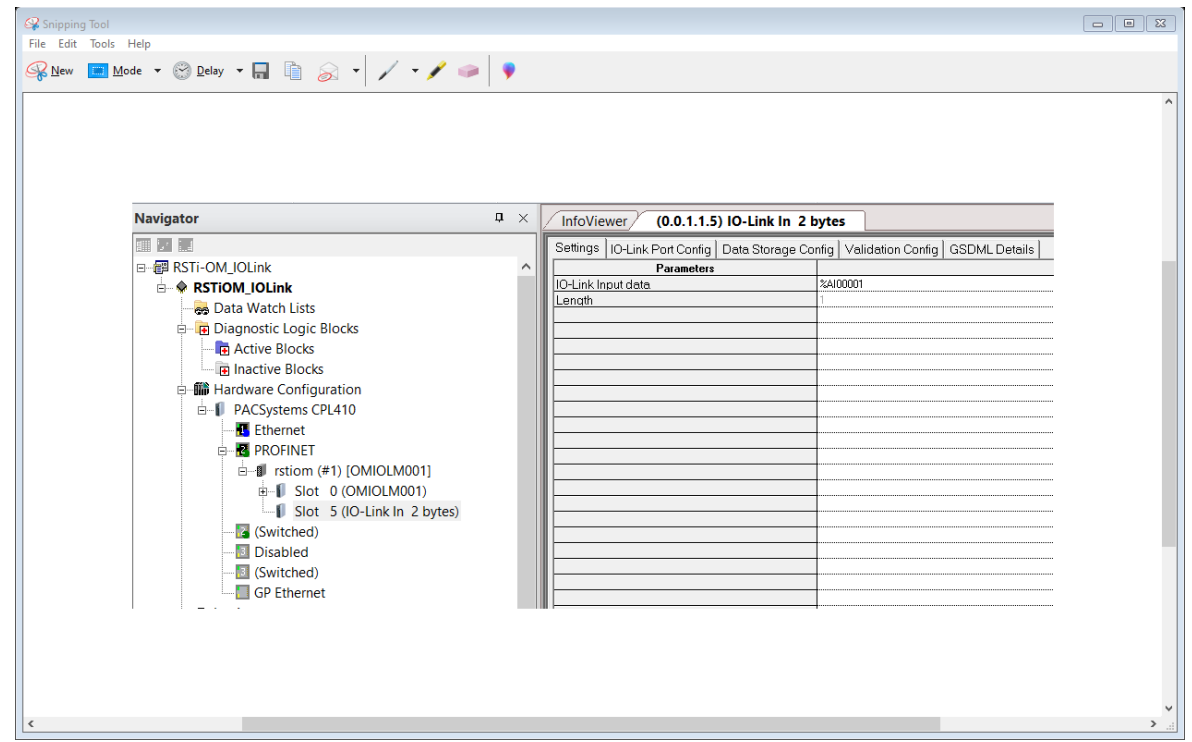 Snipping Tool
File Edit Tools Help
New Mode Delay
Navigator
RSTi-OM_IOLink
RSTiOM_IOLink
Data Watch Lists
Diagnostic Logic Blocks
Active Blocks
Inactive Blocks
Hardware Configuration
PACSystems CPL410
Ethernet
PROFINET
rstiom (#1) [OMIOLM001]
Slot 0 (OMIOLM001)
Slot 5 (IO-Link In 2 bytes)
(Switched)
Disabled
(Switched)
GP Ethernet
InfoViewer (0.0.1.1.5) IO-Link In 2 bytes
Settings IO-Link Port Config Data Storage Config Validation Config GSDML Details
Parameters
IO-Link Input data %AI00001
Length 1